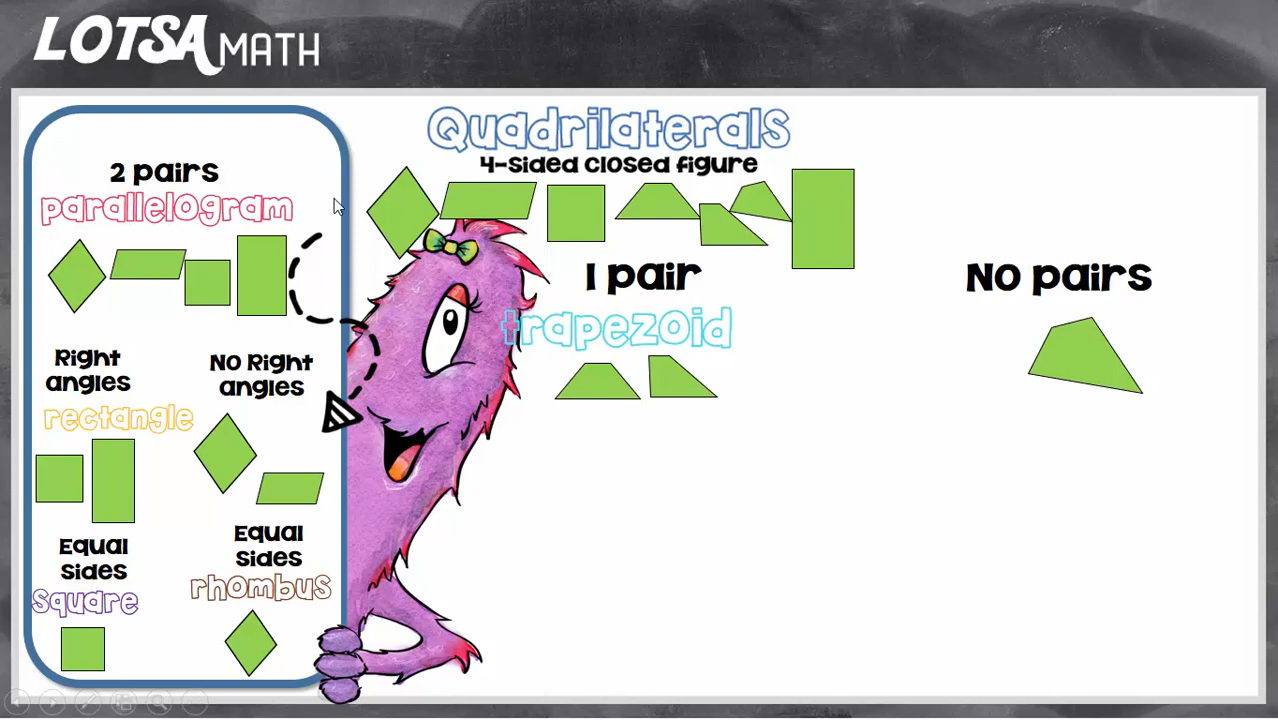 LOTSA MATH
Quadrilaterals
4-sided closed figure
2 pairs
parallelogram
Right
angles
rectangle
Equal
sides
square
No Right
angles
Equal
sides
rhombus
1 pair
trapezoid
No pairs